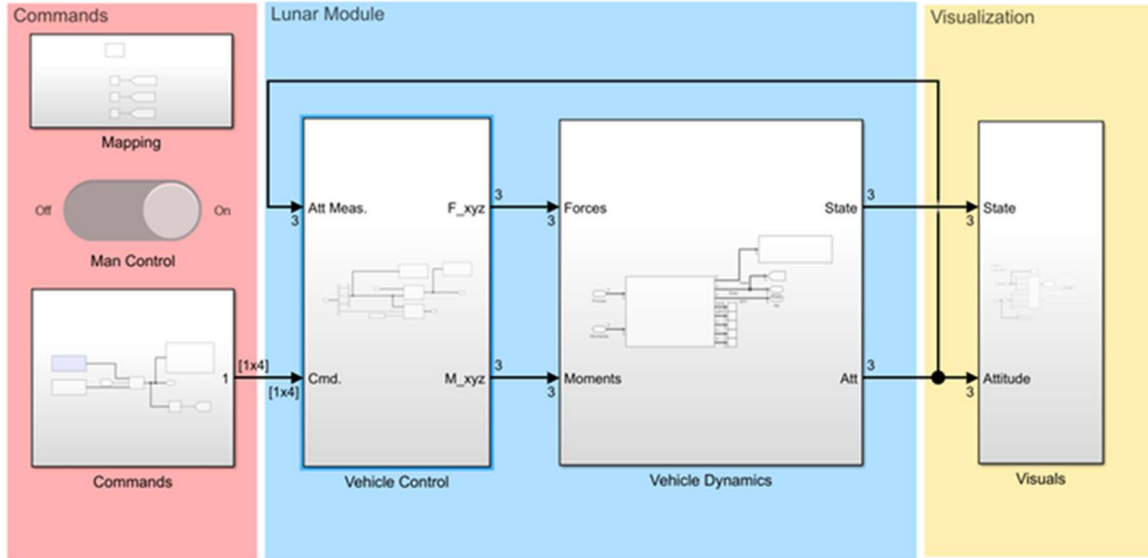 Commands
Lunar Module
Visualization
Mapping
Off
On
Man Control
Att Meas.
3
F_xyz
3
Forces
3
State
3
State
3
1
[1x4]
Cmd.
[1x4]
M_xyz
3
Moments
3
Att
3
Attitude
3
Commands
Vehicle Control
Vehicle Dynamics
Visuals